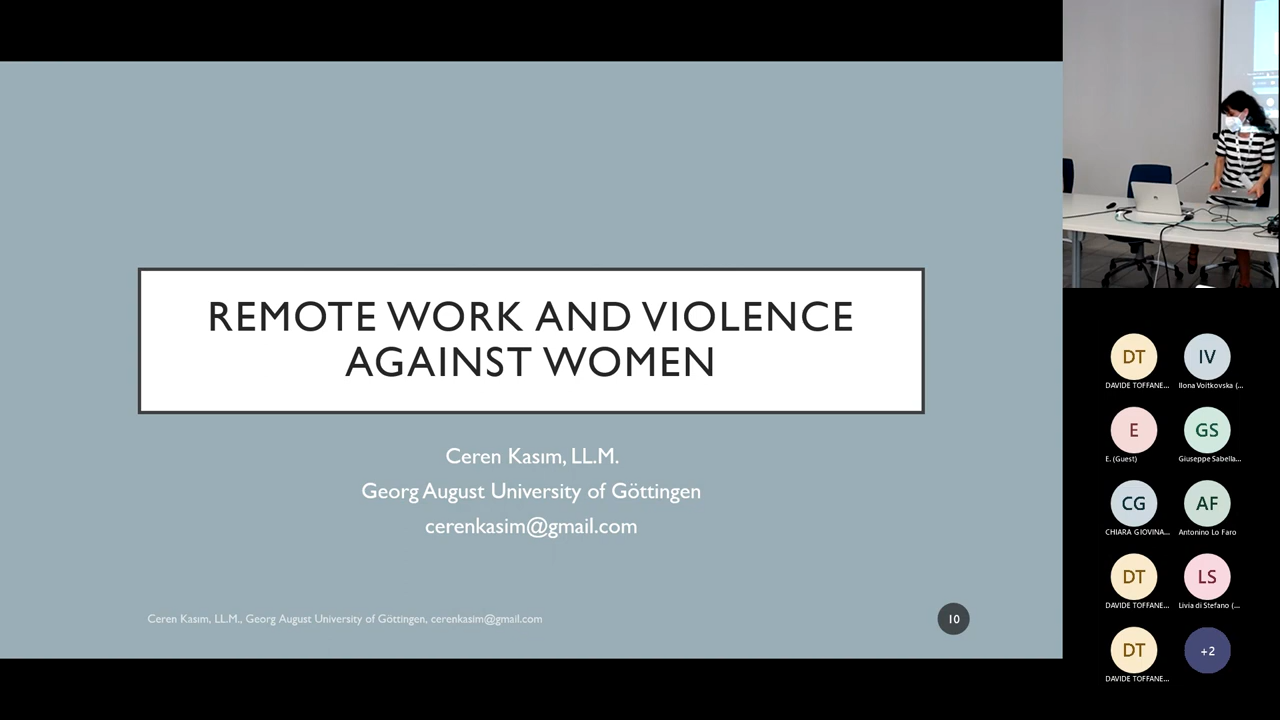 REMOTE WORK AND VIOLENCE
AGAINST WOMEN
Ceren Kasım, LL.M.
Georg August University of Göttingen
cerenkasim@gmail.com
Ceren Kasım, LL.M., Georg August University of Göttingen, cerenkasim@gmail.com
10
DT
IV
DAVIDE TOFFANE...
Ilona Voitkovska (...
E
GS
E. (Guest)
Giuseppe Sabella...
CG
AF
CHIARA GIOVINA...
Antonino Lo Faro
DT
LS
DAVIDE TOFFANE...
Livia di Stefano (...
DT
+2
DAVIDE TOFFANE...